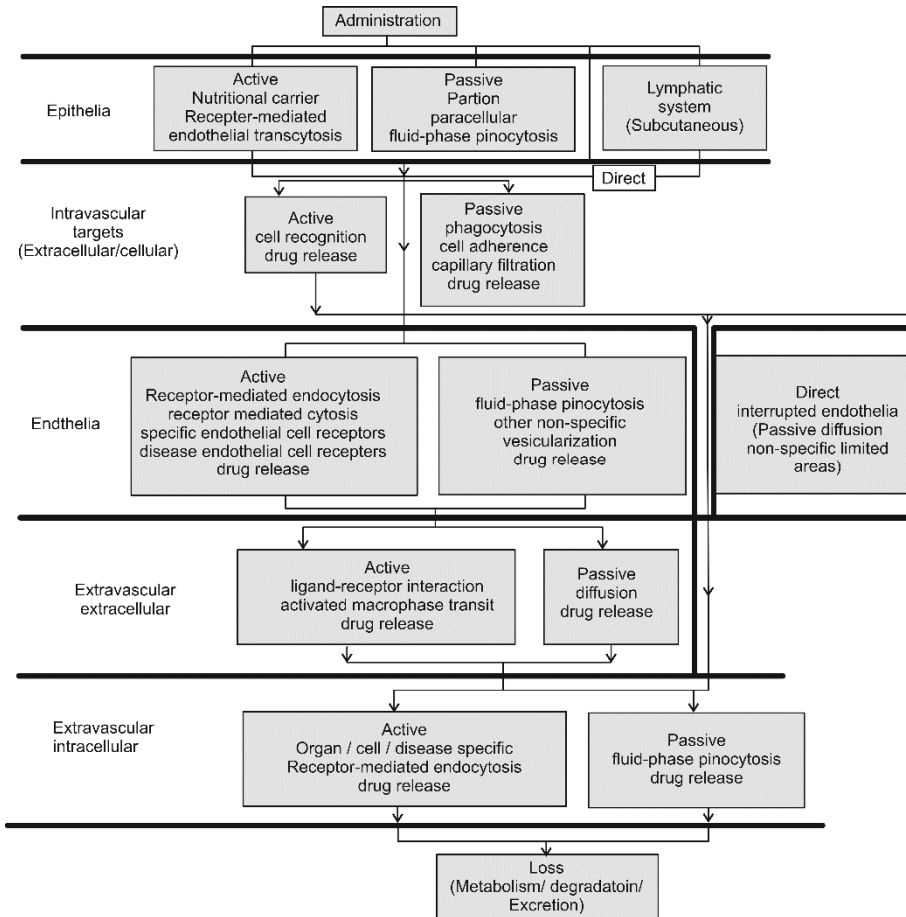 Administration
Epithelia
Active
Nutritional carrier
Recepter-mediated
endothelial transcytosis
Passive
Partion
paracellular
fluid-phase pinocytosis
Lymphatic
system
(Subcutaneous)
Direct
Intravascular
targets
(Extracellular/cellular)
Active
cell recognition
drug release
Passive
phagocytosis
cell adherence
capillary filtration
drug release
Endthelia
Active
Receptor-mediated endocytosis
receptor mediated cytosis
specific endothelial cell receptors
disease endothelial cell recepters
drug release
Passive
fluid-phase pinocytosis
other non-specific
vesicularization
drug release
Direct
interrupted endothelia
(Passive diffusion
non-specific limited
areas)
Extravascular
extracellular
Active
ligand-receptor interaction
activated macrophase transit
drug release
Passive
diffusion
drug release
Extravascular
intracellular
Active
Organ / cell / disease specific
Receptor-mediated endocytosis
drug release
Passive
fluid-phase pinocytosis
drug release
Loss
(Metabolism/ degradatoin/
Excretion)